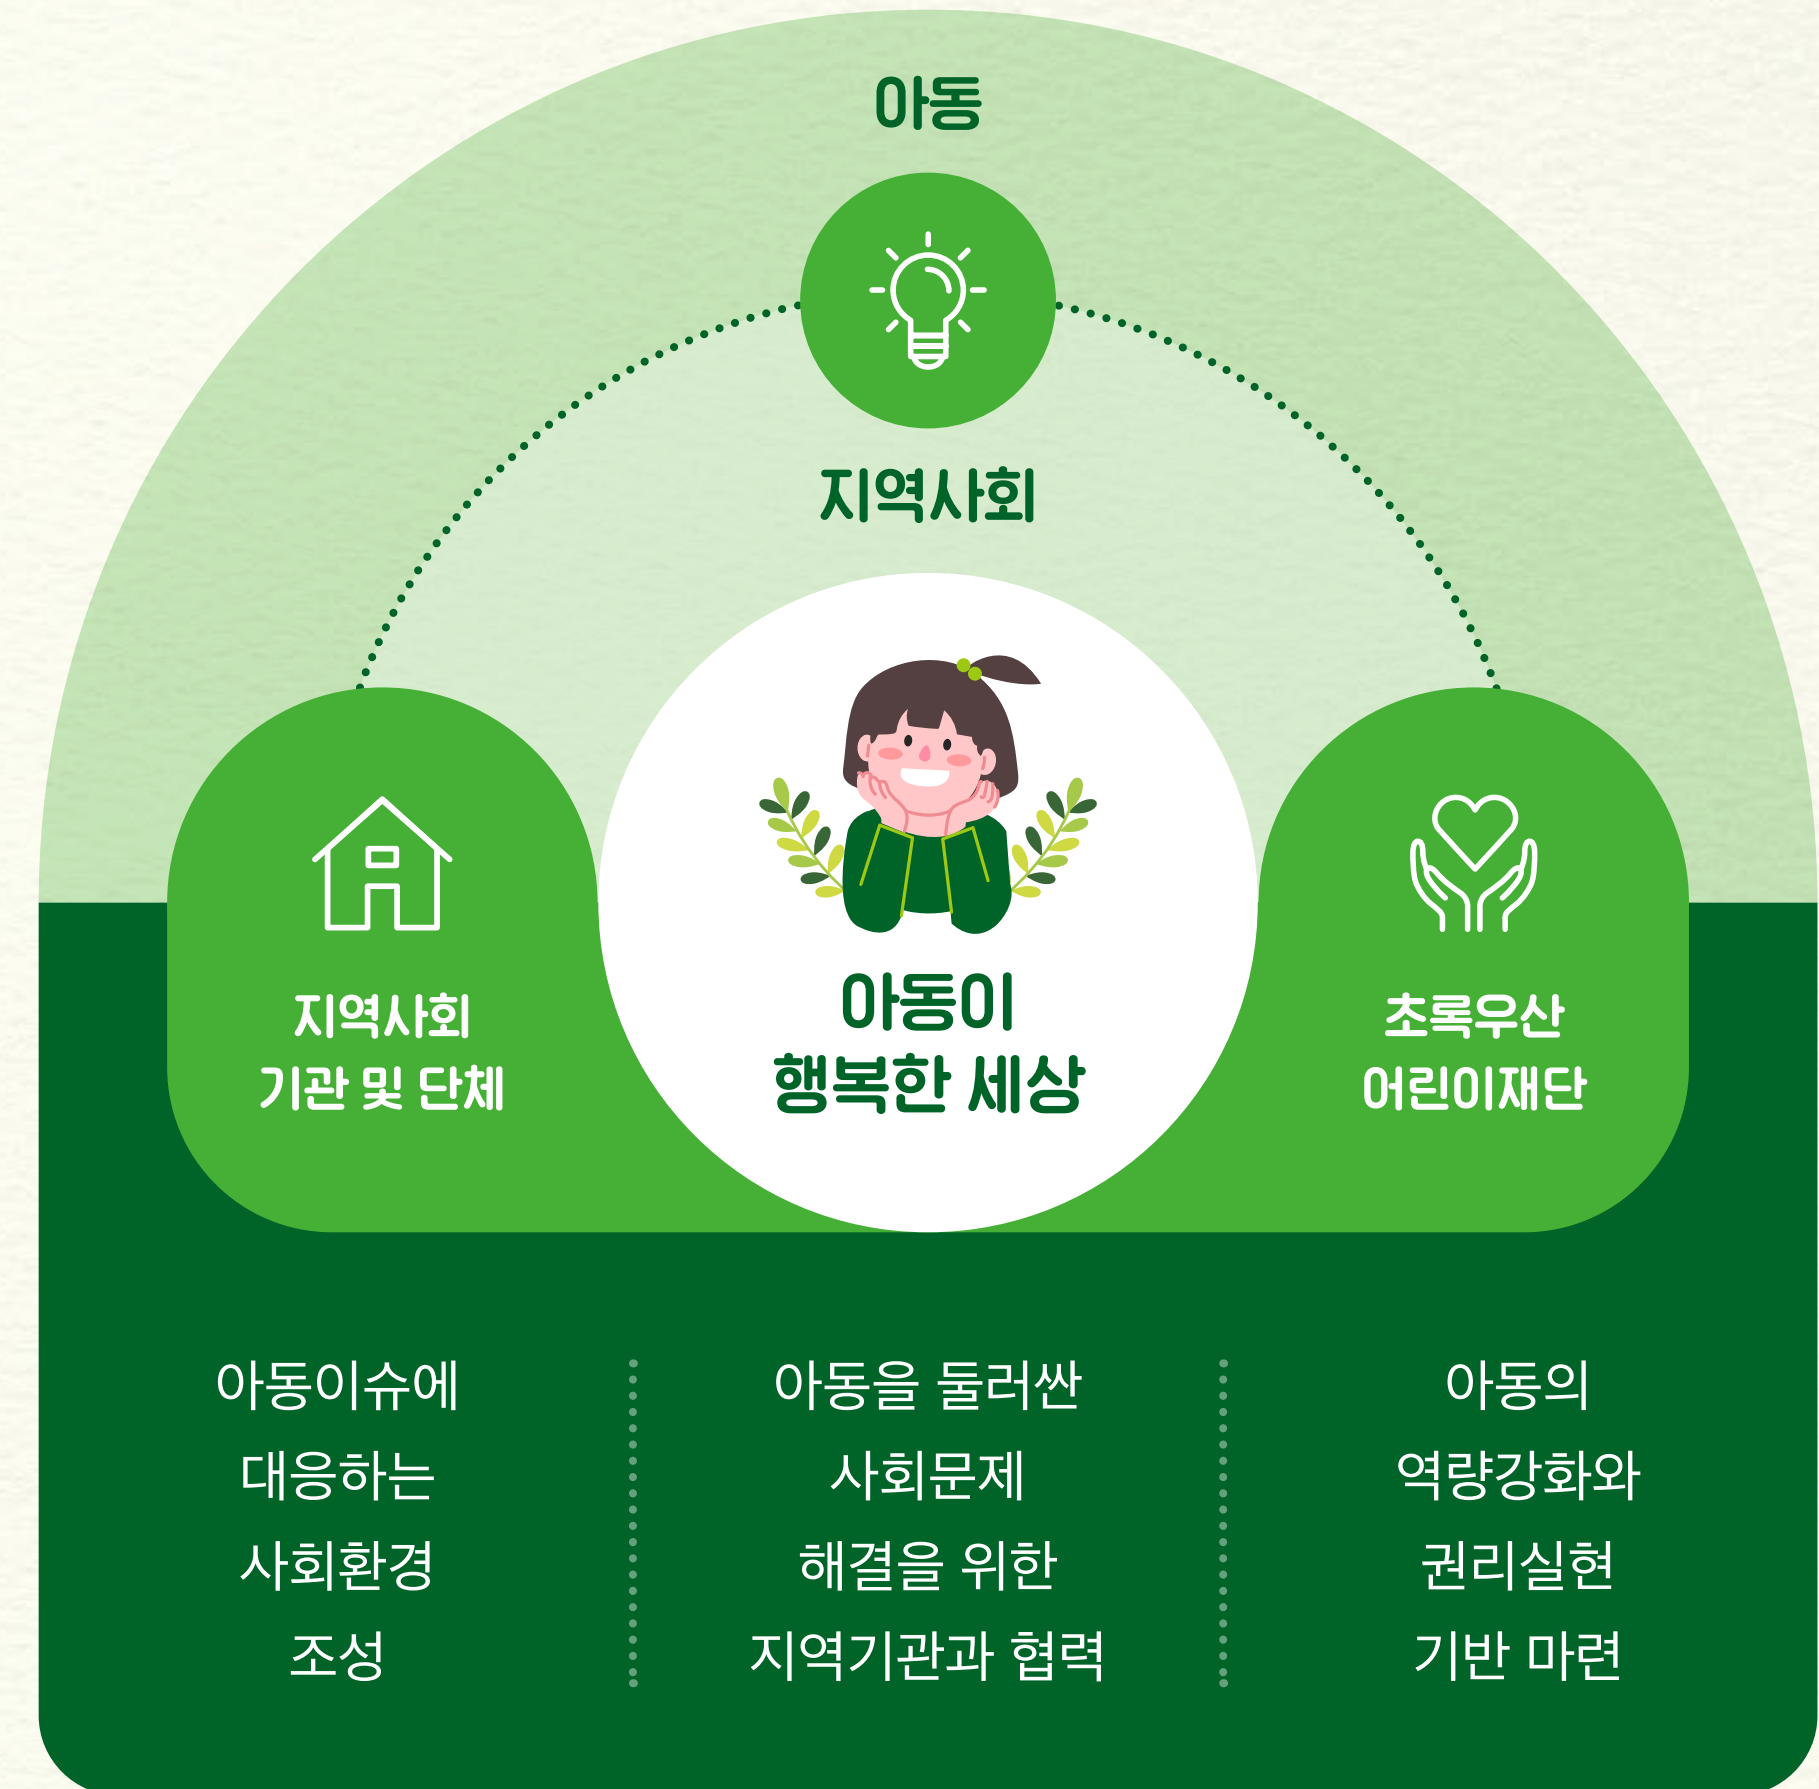 아동
지역사회
지역사회
기관 및 단체
아동이
행복한 세상
초록우산
어린이재단
아동이슈에
대응하는
사회환경
조성
아동을 둘러싼
사회문제
해결을 위한
지역기관과 협력
아동의
역량강화와
권리실현
기반 마련